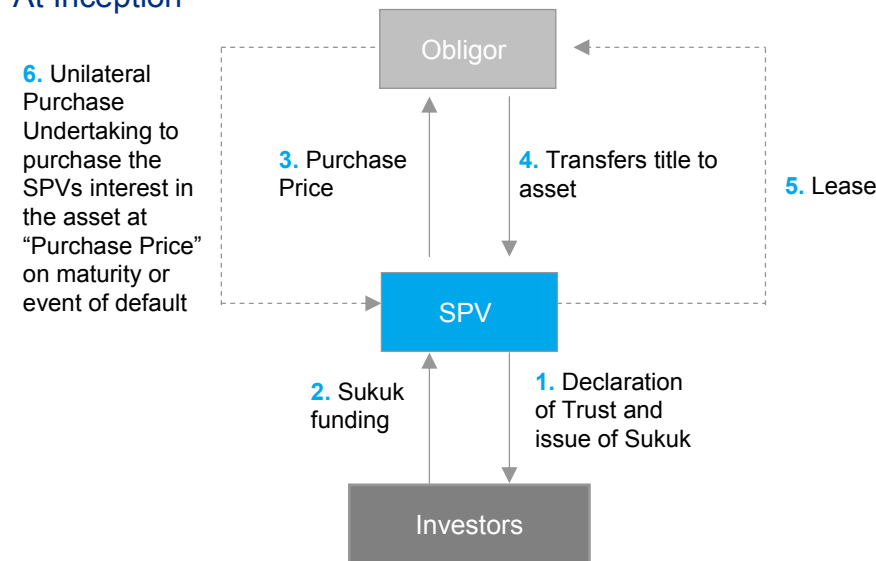 At Inception
Obligor
6. Unilateral
Purchase
Undertaking to
purchase the
SPVs interest in
the asset at
“Purchase Price”
on maturity or
event of default
3. Purchase
Price
4. Transfers title to
asset
5. Lease
SPV
2. Sukuk
funding
1. Declaration
of Trust and
issue of Sukuk
Investors